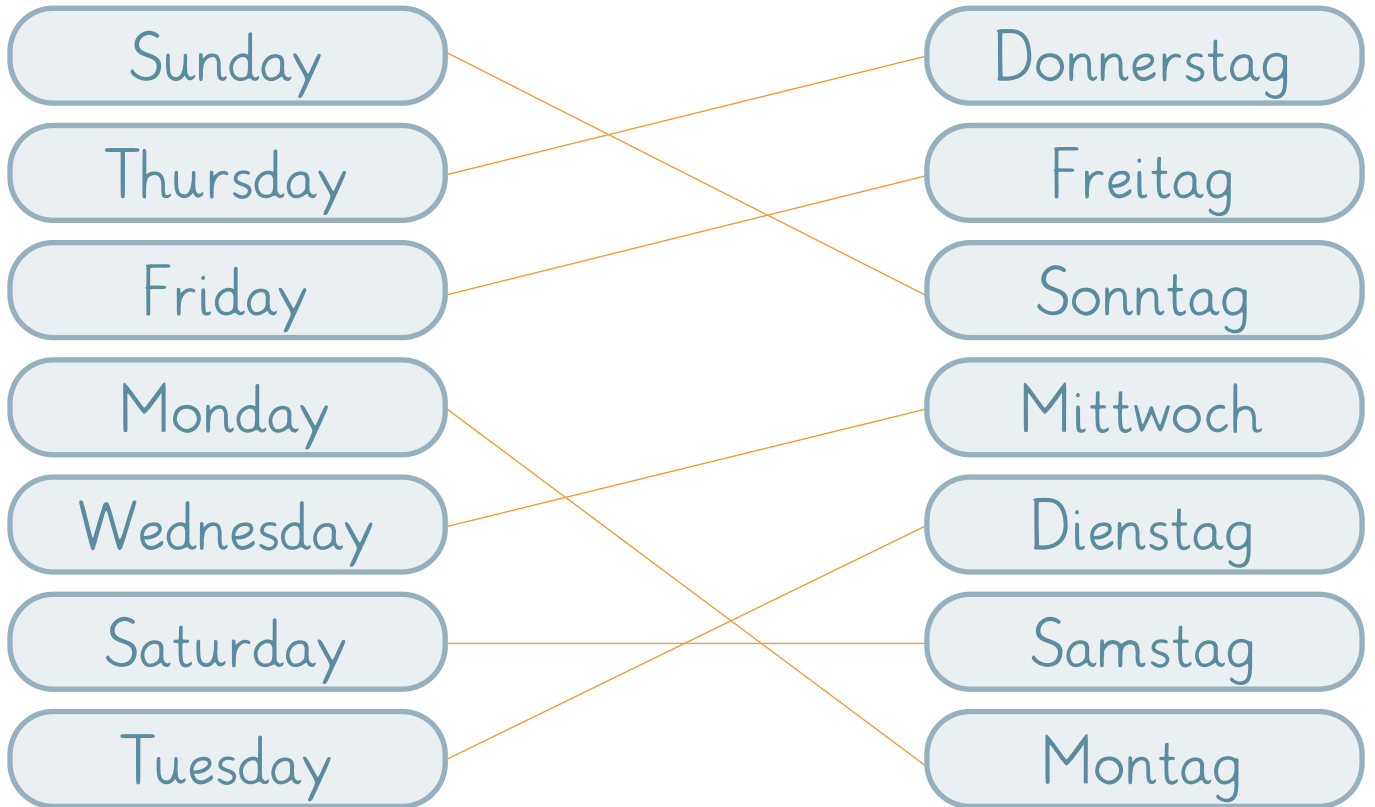 Sunday
Donnerstag
Thursday
Freitag
Friday
Sonntag
Monday
Mittwoch
Wednesday
Dienstag
Saturday
Samstag
Tuesday
Montag